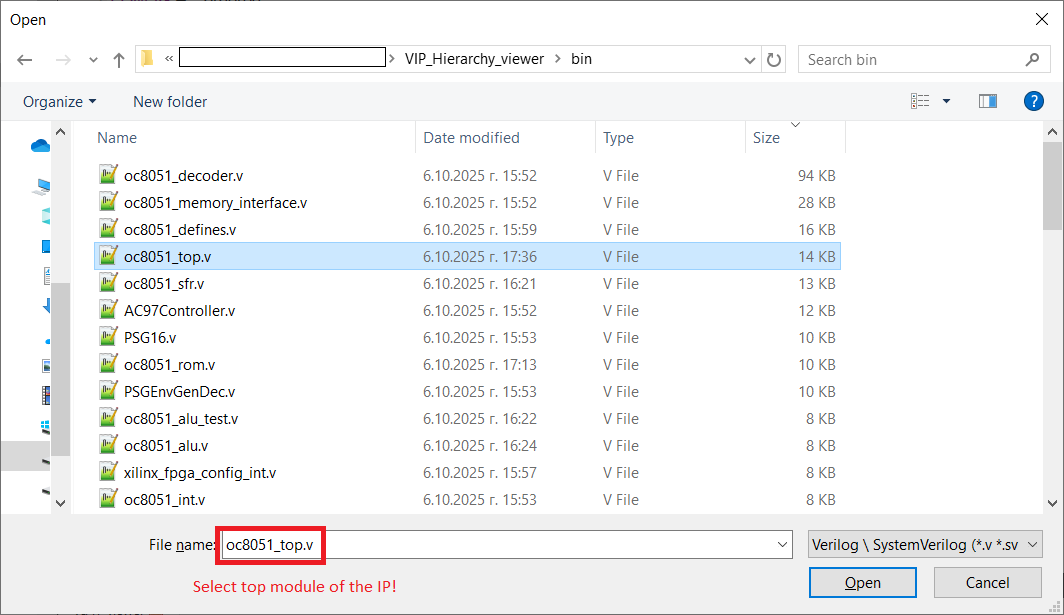 Open
« VIP_Hierarchy_viewer > bin
Search bin
Organize New folder
?
Name Date modified Type Size
oc8051_decoder.v 6.10.2025 г. 15:52 V File 94 KB
oc8051_memory_interface.v 6.10.2025 г. 15:52 V File 28 KB
oc8051_defines.v 6.10.2025 г. 15:59 V File 16 KB
oc8051_top.v 6.10.2025 г. 17:36 V File 14 KB
oc8051_sfr.v 6.10.2025 г. 16:21 V File 13 KB
AC97Controller.v 6.10.2025 г. 15:52 V File 12 KB
PSG16.v 6.10.2025 г. 15:53 V File 10 KB
oc8051_rom.v 6.10.2025 г. 17:13 V File 10 KB
PSGEnvGenDec.v 6.10.2025 г. 15:53 V File 10 KB
oc8051_alu_test.v 6.10.2025 г. 16:22 V File 8 KB
oc8051_alu.v 6.10.2025 г. 16:24 V File 8 KB
xilinx_fpga_config_int.v 6.10.2025 г. 15:57 V File 8 KB
oc8051_int.v 6.10.2025 г. 15:53 V File 8 KB
File name: oc8051_top.v Verilog \ SystemVerilog (*.v *.sv
Select top module of the IP!
Open Cancel